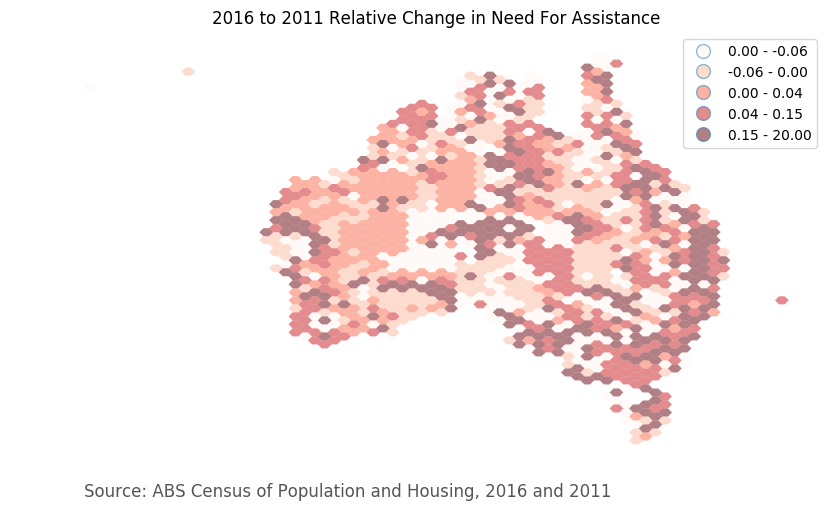 2016 to 2011 Relative Change in Need For Assistance
0.00 - -0.06
-0.06 - 0.00
0.00 - 0.04
0.04 - 0.15
0.15 - 20.00
Source: ABS Census of Population and Housing, 2016 and 2011